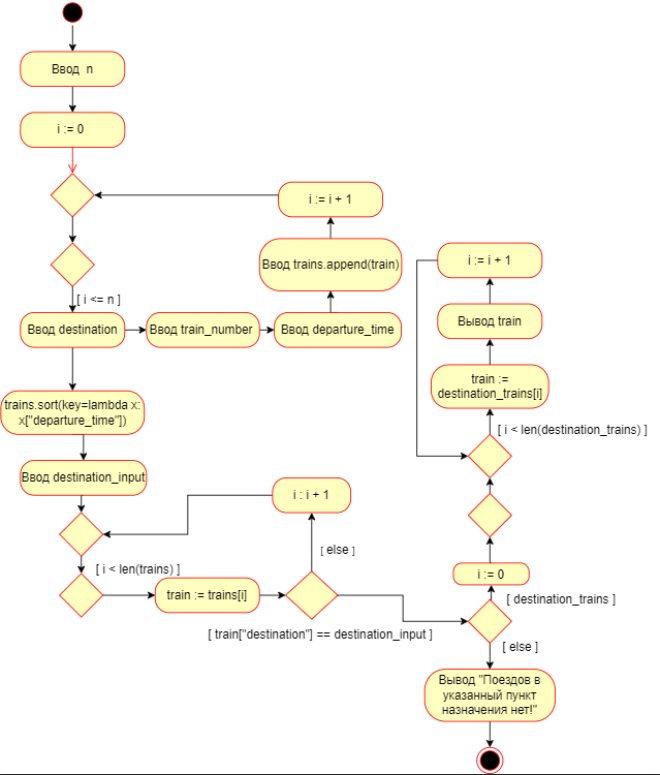 Ввод n
i := 0
i := i + 1
Ввод trains.append(train)
[ i <= n ]
Ввод destination
Ввод train_number
Ввод departure_time
trains.sort(key=lambda x:
x["departure_time"])
Ввод destination_input
i : i + 1
[ else ]
[ i < len(trains) ]
train := trains[i]
[ train["destination"] == destination_input ]
i := i + 1
Вывод train
train :=
destination_trains[i]
[ i < len(destination_trains) ]
i := 0
[ destination_trains ]
[ else ]
Вывод "Поездов в
указанный пункт
назначения нет!"